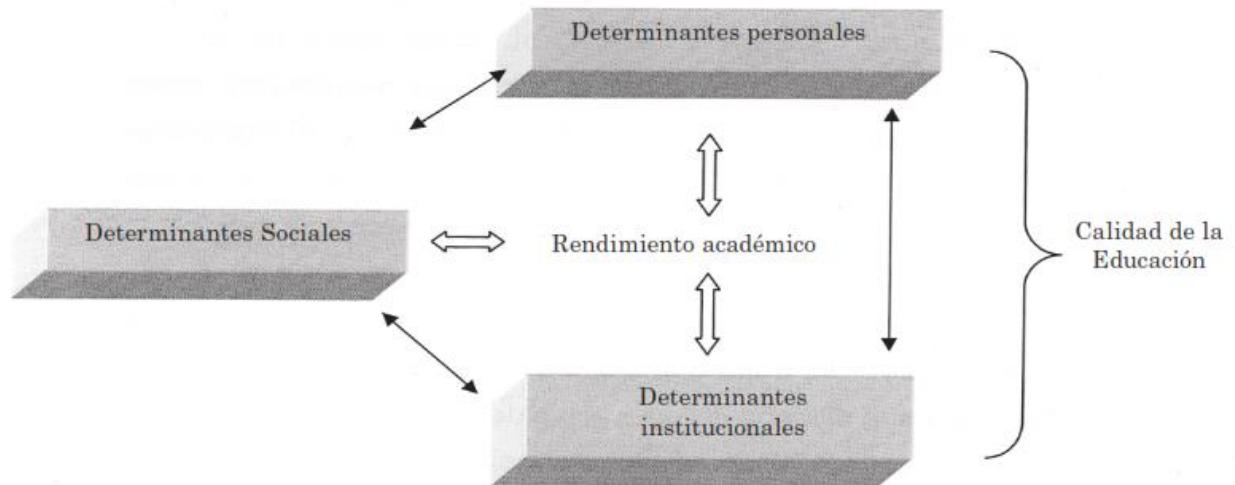 Determinantes personales
Determinantes Sociales
Rendimiento académico
Calidad de la
Educación
Determinantes
institucionales